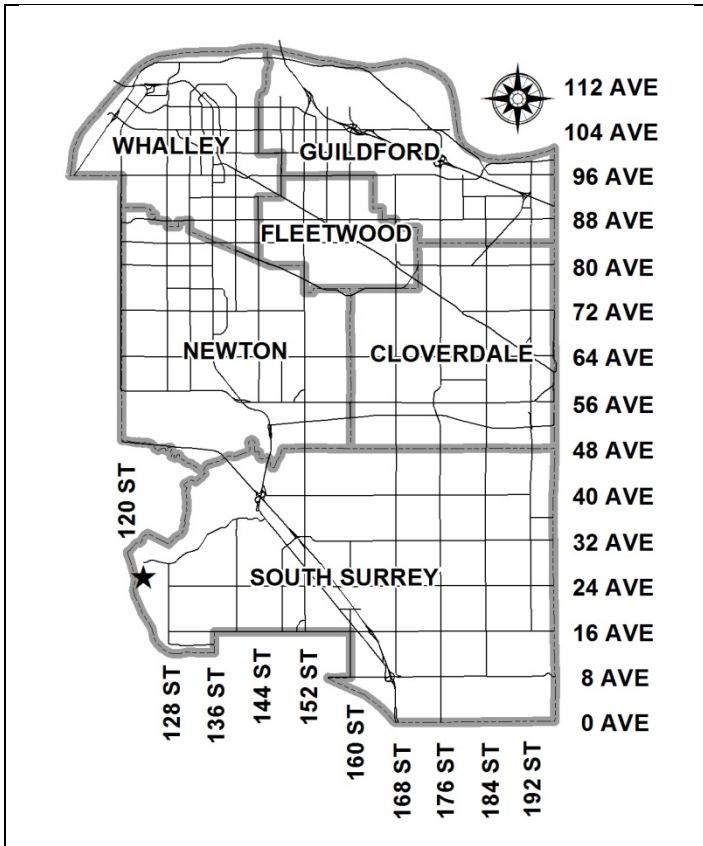 112 AVE
104 AVE
WHALLEY
GUILDFORD
96 AVE
88 AVE
FLEETWOOD
80 AVE
72 AVE
NEWTON
CLOVERDALE
64 AVE
56 AVE
48 AVE
120 ST
40 AVE
32 AVE
SOUTH SURREY
24 AVE
16 AVE
128 ST
136 ST
144 ST
152 ST
160 ST
168 ST
176 ST
184 ST
192 ST
8 AVE
0 AVE